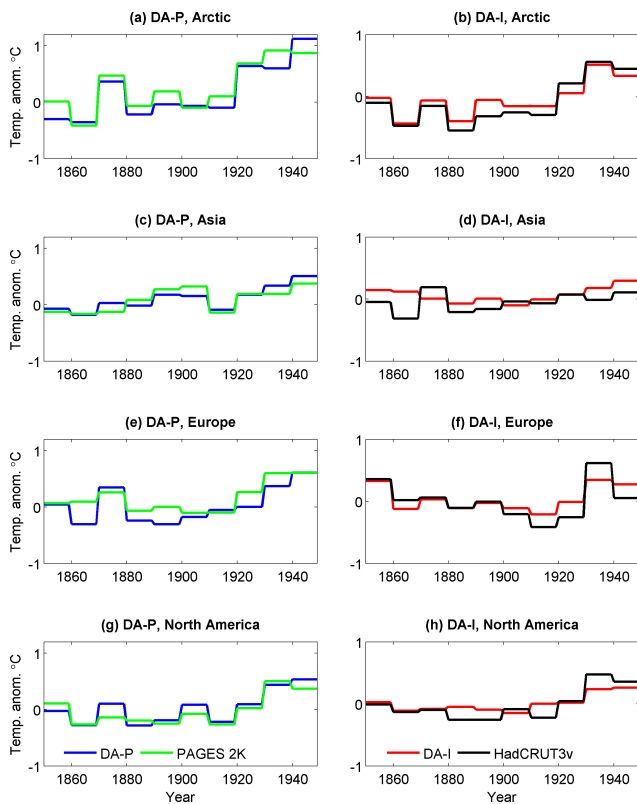 (a) DA-P, Arctic
(b) DA-I, Arctic
Temp. anom. °C
1
0
-1
1860 1880 1900 1920 1940
1
0
-1
1860 1880 1900 1920 1940
(c) DA-P, Asia
(d) DA-I, Asia
Temp. anom. °C
1
0
-1
1860 1880 1900 1920 1940
1
0
-1
1860 1880 1900 1920 1940
(e) DA-P, Europe
(f) DA-I, Europe
Temp. anom. °C
1
0
-1
1860 1880 1900 1920 1940
1
0
-1
1860 1880 1900 1920 1940
(g) DA-P, North America
(h) DA-I, North America
Temp. anom. °C
1
0
-1
DA-P PAGES 2K
1860 1880 1900 1920 1940
Year
1
0
-1
DA-I HadCRUT3v
1860 1880 1900 1920 1940
Year